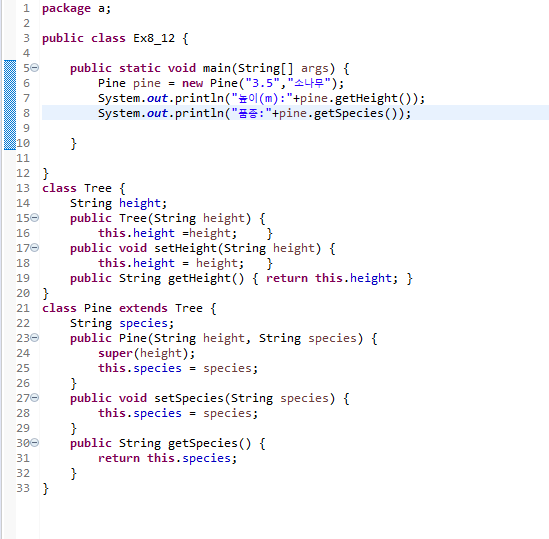 1 package a;
2
3 public class Ex8_12 {
4
5 public static void main(String[] args) {
6 Pine pine = new Pine("3.5","소나무");
7 System.out.println("높이(m):"+pine.getHeight());
8 System.out.println("품종:"+pine.getSpecies());
9
10 }
11
12 }
13 class Tree {
14 String height;
15 public Tree(String height) {
16 this.height =height; }
17 public void setHeight(String height) {
18 this.height = height; }
19 public String getHeight() { return this.height; }
20 }
21 class Pine extends Tree {
22 String species;
23 public Pine(String height, String species) {
24 super(height);
25 this.species = species;
26 }
27 public void setSpecies(String species) {
28 this.species = species;
29 }
30 public String getSpecies() {
31 return this.species;
32 }
33 }